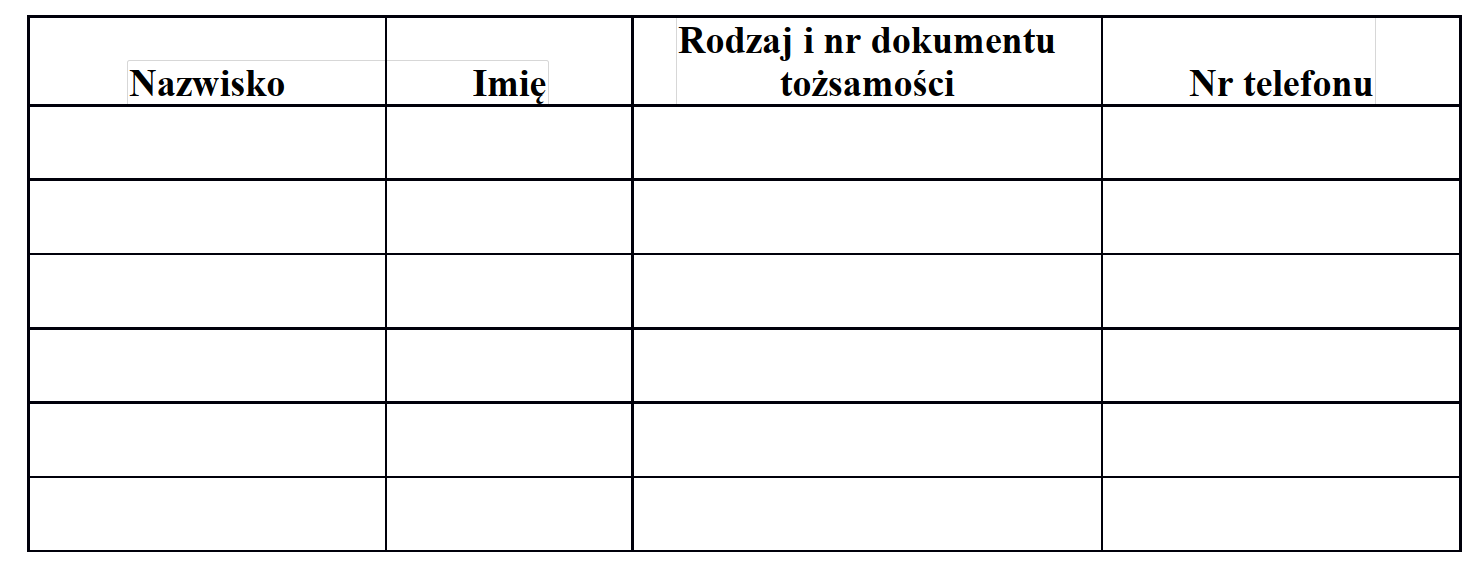 Nazwisko
Imię
Rodzaj i nr dokumentu
tożsamości
Nr telefonu